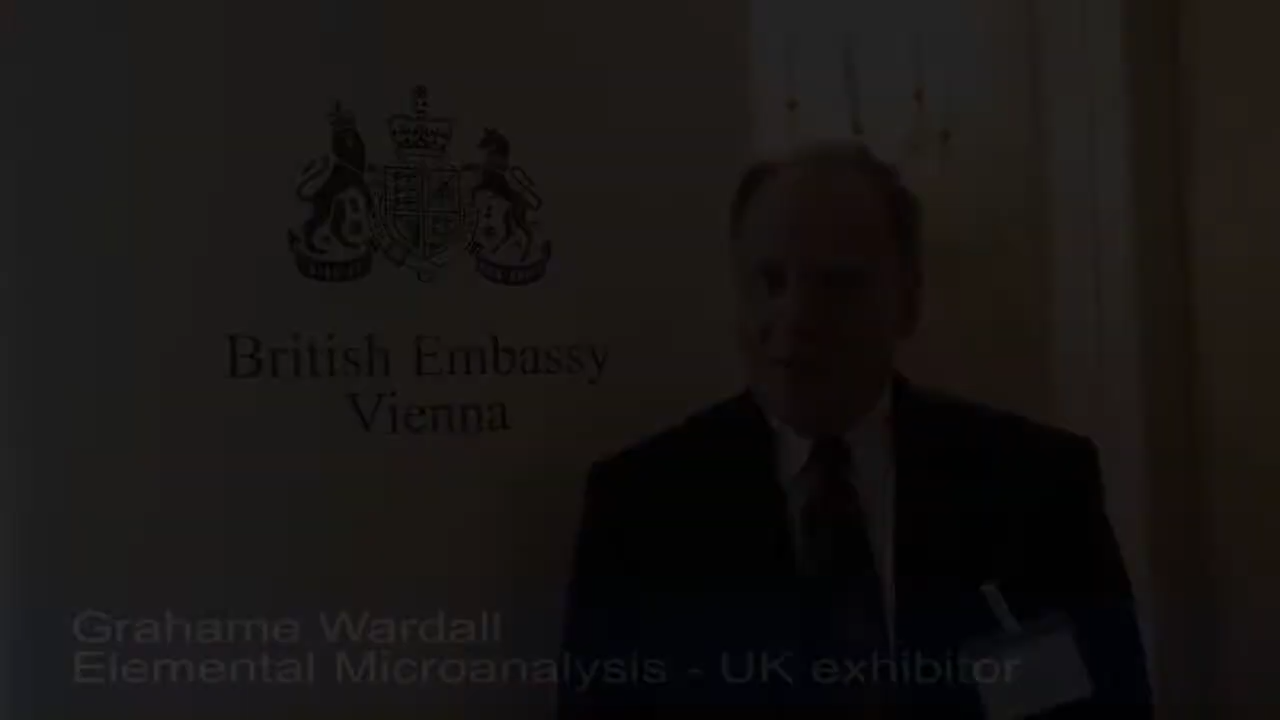 British Embassy
Vienna
Grahame Wardall
Elemental Microanalysis - UK exhibitor